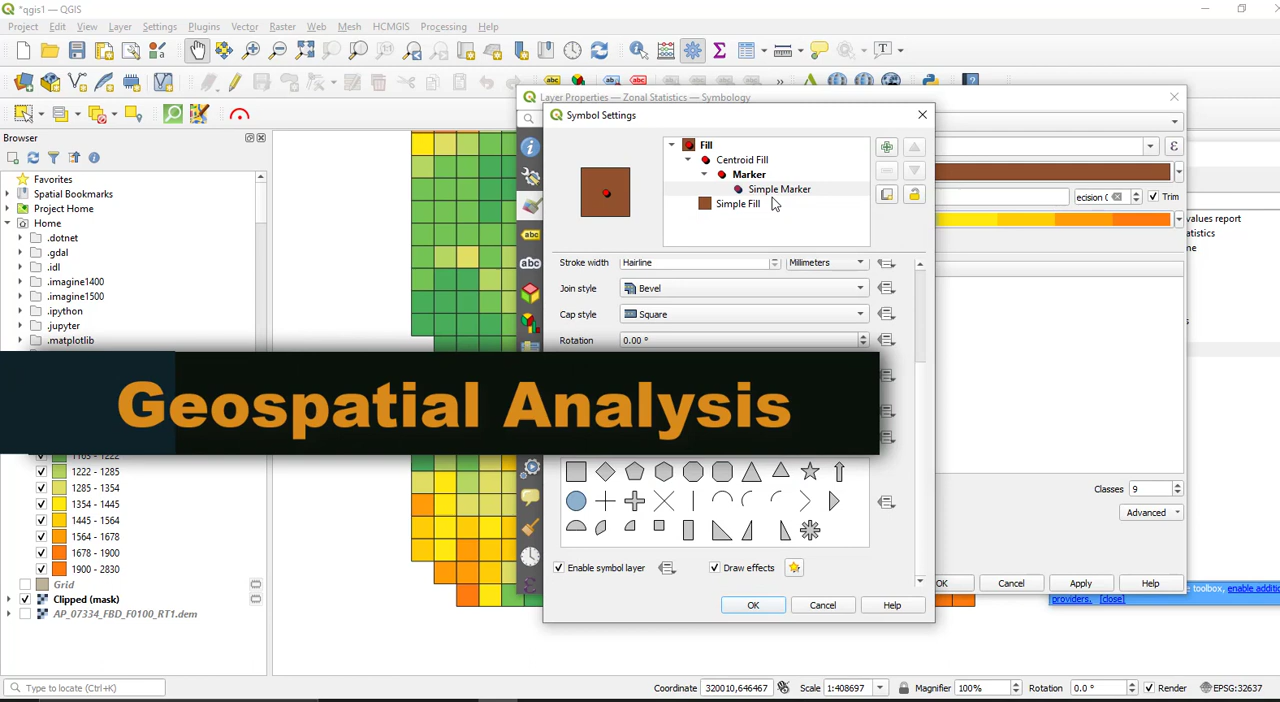 *qgis1 — QGIS
Project Edit View Layer Settings Plugins Vector Raster Web Mesh HCMGIS Processing Help
Layer Properties — Zonal Statistics — Symbology
Symbol Settings
Browser
Favorites
Spatial Bookmarks
Project Home
Home
.dotnet
.gdal
.idl
.imagine1400
.imagine1500
.ipython
.jupyter
.matplotlib
Fill
Centroid Fill
Marker
Simple Marker
Simple Fill
Trim
values report
Stroke width Hairline Millimeters
Join style Bevel
Cap style Square
Rotation 0.00 °
Geospatial Analysis
1222 - 1285
1285 - 1354
1354 - 1445
1445 - 1564
1564 - 1678
1678 - 1900
1900 - 2830
Grid
Clipped (mask)
AP_07334_FBD_F0100_RT1.dem
Classes 9
Advanced
Enable symbol layer Draw effects
OK Cancel Help
OK Cancel Apply Help
toolbox, enable additio
providers. [close]
Type to locate (Ctrl+K)
Coordinate 320010,646467 Scale 1:408697 Magnifier 100% Rotation 0.0 ° Render EPSG:32637